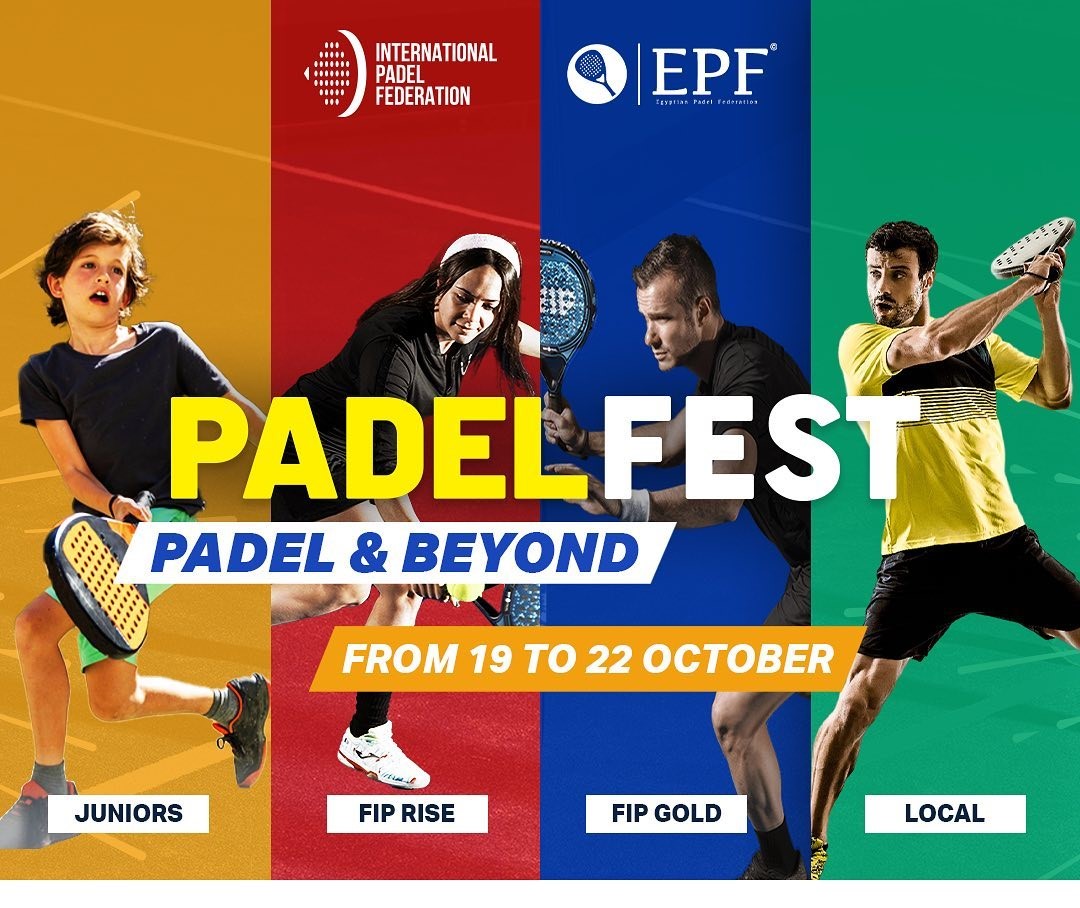 INTERNATIONAL
PADEL
FEDERATION
EPF©
Egyptian Padel Federation
PADELFEST
PADEL & BEYOND
FROM 19 TO 22 OCTOBER
JUNIORS
FIP RISE
FIP GOLD
LOCAL